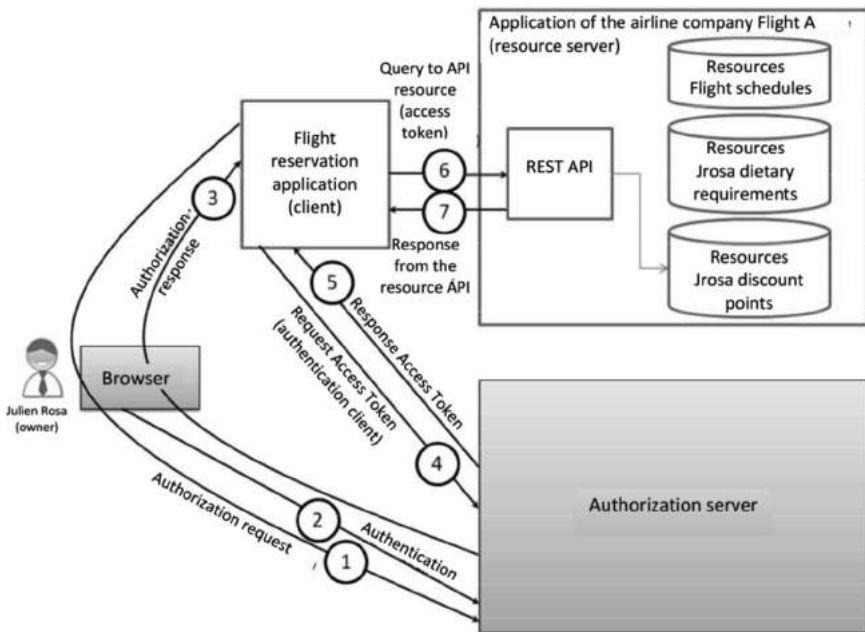 Application of the airline company Flight A
(resource server)
Resources
Flight schedules
Resources
Jrosa dietary
requirements
Resources
Jrosa discount
points
REST API
Query to API
resource
(access
token)
6
7
Response
from the
resource API
Flight
reservation
application
(client)
3
Authorization
response
5
Response Access Token
Request Access Token
(authentication client)
4
Browser
Julien Rosa
(owner)
2
Authentication
Authorization request
1
Authorization server